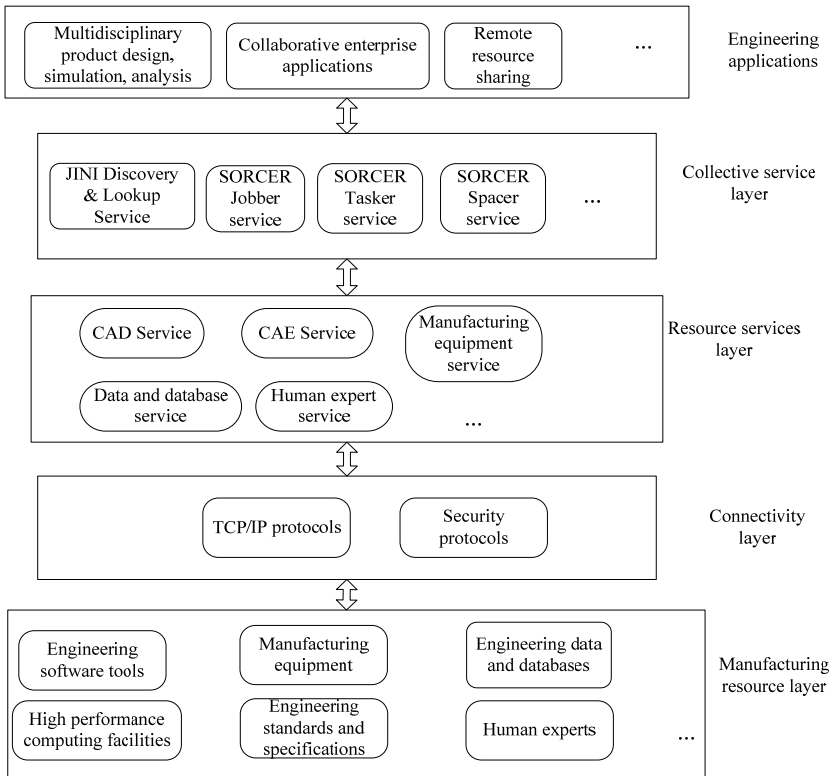 Multidisciplinary
product design,
simulation, analysis
Collaborative enterprise
applications
Remote
resource
sharing
...
Engineering
applications
JINI Discovery
& Lookup
Service
SORCER
Jobber
service
SORCER
Tasker
service
SORCER
Spacer
service
...
Collective service
layer
CAD Service
CAE Service
Manufacturing
equipment
service
Data and database
service
Human expert
service
...
Resource services
layer
TCP/IP protocols
Security
protocols
Connectivity
layer
Engineering
software tools
Manufacturing
equipment
Engineering data
and databases
High performance
computing facilities
Engineering
standards and
specifications
Human experts
...
Manufacturing
resource layer